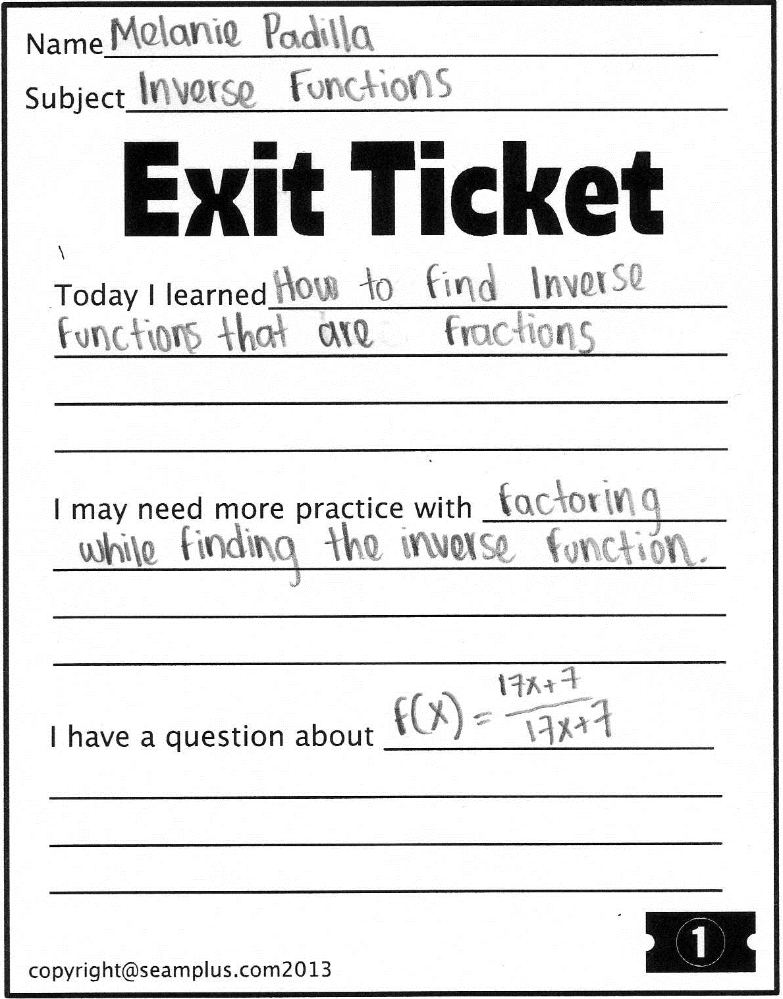 Name Melanie Padilla
Subject Inverse Functions
Exit Ticket
Today I learned How to find Inverse
functions that are fractions
I may need more practice with factoring
while finding the inverse function.
I have a question about f(x) = 17x+7 / 17x+7
1
copyright@seamplus.com2013